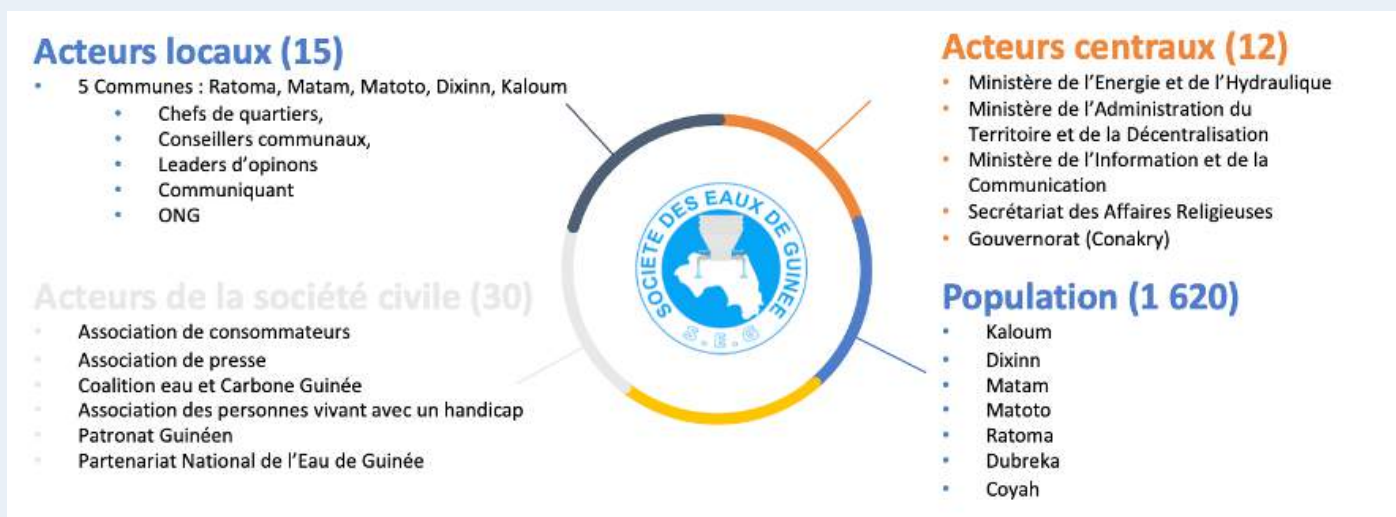 Acteurs locaux (15)
5 Communes : Ratoma, Matam, Matoto, Dixinn, Kaloum
Chefs de quartiers,
Conseillers communaux,
Leaders d'opinons
Communiquant
ONG
Acteurs de la société civile (30)
Association de consommateurs
Association de presse
Coalition eau et Carbone Guinée
Association des personnes vivant avec un handicap
Patronat Guinéen
Partenariat National de l'Eau de Guinée
SOCIETE DES EAUX DE GUINEE
S.E.G
Acteurs centraux (12)
Ministère de l'Energie et de l'Hydraulique
Ministère de l'Administration du
Territoire et de la Décentralisation
Ministère de l'Information et de la
Communication
Secrétariat des Affaires Religieuses
Gouvernorat (Conakry)
Population (1 620)
Kaloum
Dixinn
Matam
Matoto
Ratoma
Dubreka
Coyah